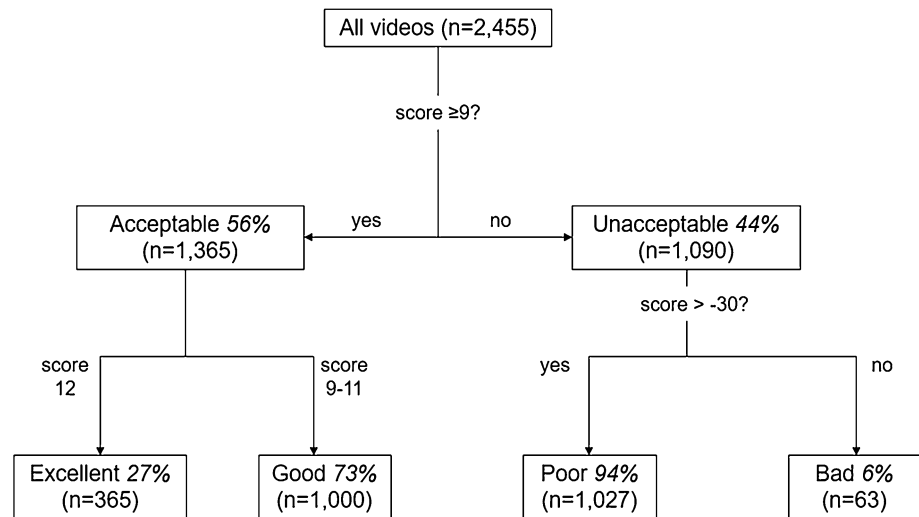 All videos (n=2,455)
score ≥9?
Acceptable 56%
(n=1,365)
yes
no
Unacceptable 44%
(n=1,090)
score > -30?
score
12
score
9-11
yes
no
Excellent 27%
(n=365)
Good 73%
(n=1,000)
Poor 94%
(n=1,027)
Bad 6%
(n=63)